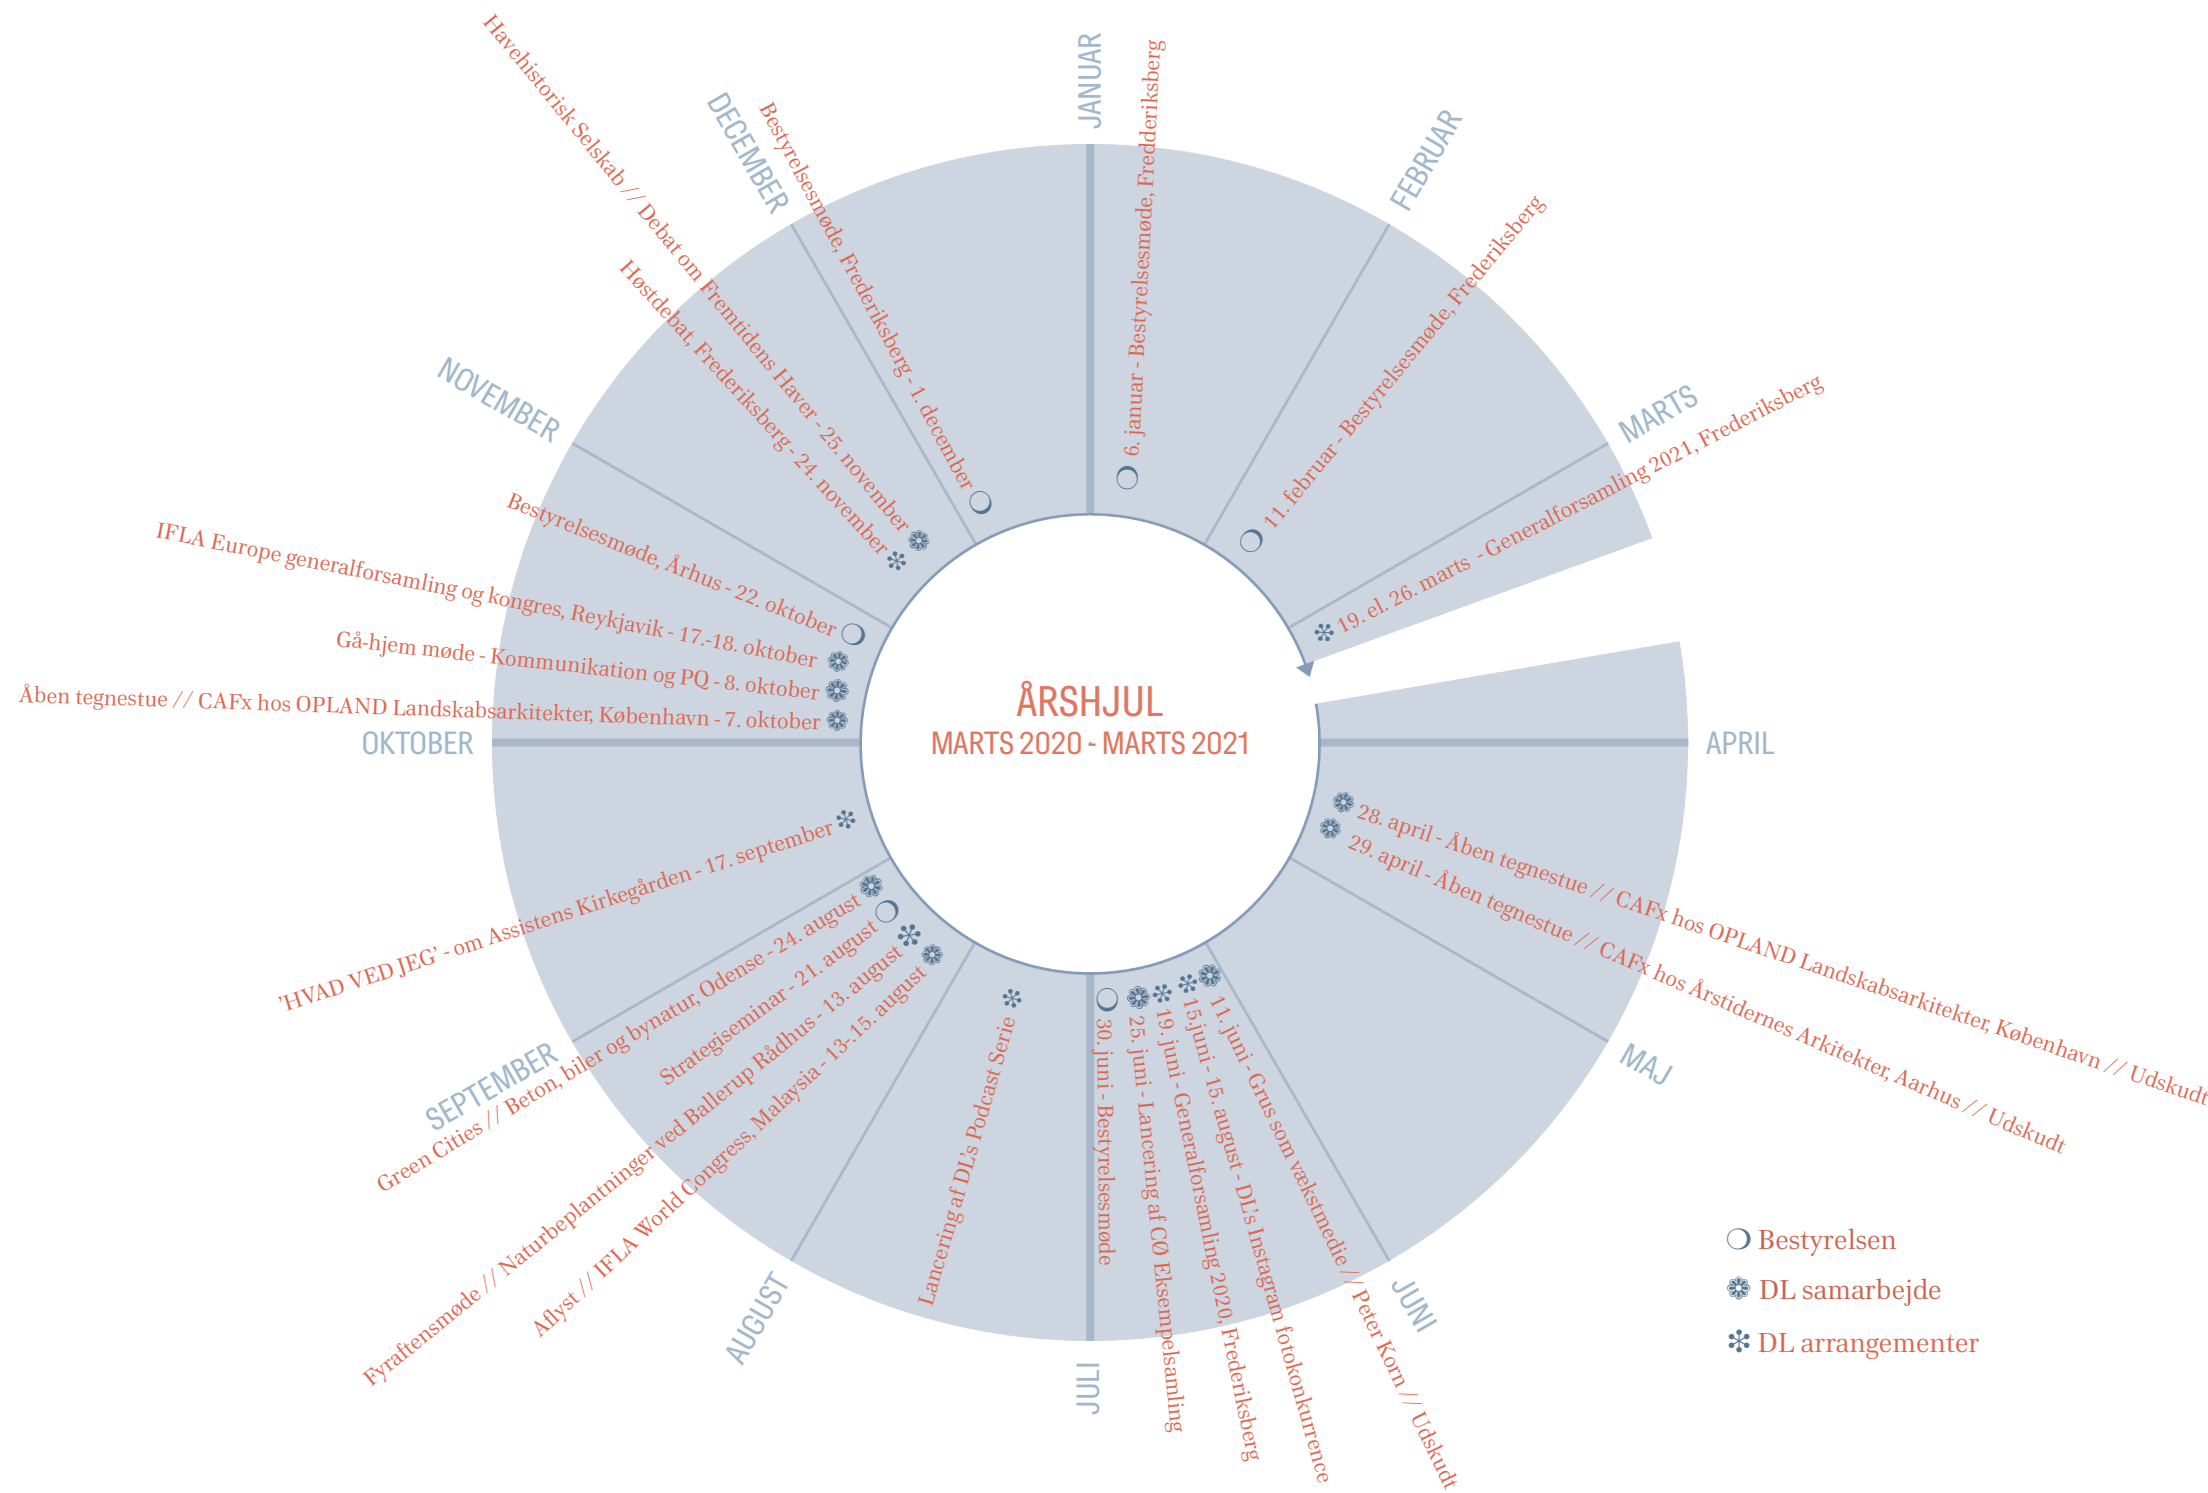 ÅRSHJUL
MARTS 2020 - MARTS 2021
JANUAR
6. januar - Bestyrelsesmøde, Fredderiksberg
FEBRUAR
11. februar - Bestyrelsesmøde, Frederiksberg
MARTS
19. el. 26. marts - Generalforsamling 2021, Frederiksberg
APRIL
28. april - Åben tegnestue // CAFx hos OPLAND Landskabsarkitekter, København // Udskudt
29. april - Åben tegnestue // CAFx hos Årstidernes Arkitekter, Aarhus // Udskudt
MAJ
JUNI
11. juni - Grus som vækstmedie // Peter Korn // Udskudt
15.juni - 15. august - DL's Instagram fotokonkurrence
19. juni - Generalforsamling 2020, Frederiksberg
25. juni - Lancering af CØ Eksempelsamling
30. juni - Bestyrelsesmøde
JULI
Lancering af DL's Podcast Serie
AUGUST
Aflyst // IFLA World Congress, Malaysia - 13-.15. august
Fyraftensmøde // Naturbeplantninger ved Ballerup Rådhus - 13. august
Strategiseminar - 21. august
Green Cities // Beton, biler og bynatur, Odense - 24. august
SEPTEMBER
’HVAD VED JEG’ - om Assistens Kirkegården - 17. september
OKTOBER
Åben tegnestue // CAFx hos OPLAND Landskabsarkitekter, København - 7. oktober
Gå-hjem møde - Kommunikation og PQ - 8. oktober
IFLA Europe generalforsamling og kongres, Reykjavik - 17.-18. oktober
Bestyrelsesmøde, Århus - 22. oktober
NOVEMBER
Høstdebat, Frederiksberg - 24. november
Havehistorisk Selskab // Debat om Fremtidens Haver - 25. november
DECEMBER
Bestyrelsesmøde, Frederiksberg - 1. december
Bestyrelsen
DL samarbejde
DL arrangementer